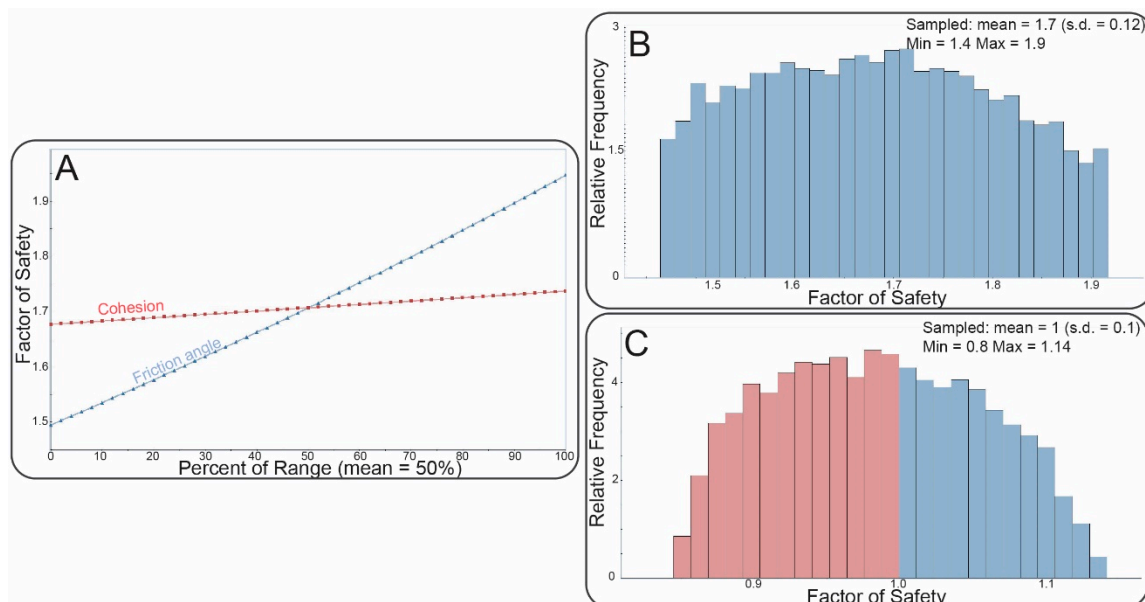 A
Factor of Safety
1.9
1.8
1.7
1.6
1.5
Cohesion
Friction angle
0 10 20 30 40 50 60 70 80 90 100
Percent of Range (mean = 50%)
B
Sampled: mean = 1.7 (s.d. = 0.12)
Min = 1.4 Max = 1.9
Relative Frequency
3
1.5
0
1.5 1.6 1.7 1.8 1.9
Factor of Safety
C
Sampled: mean = 1 (s.d. = 0.1)
Min = 0.8 Max = 1.14
Relative Frequency
4
2
0
0.9 1.0 1.1
Factor of Safety